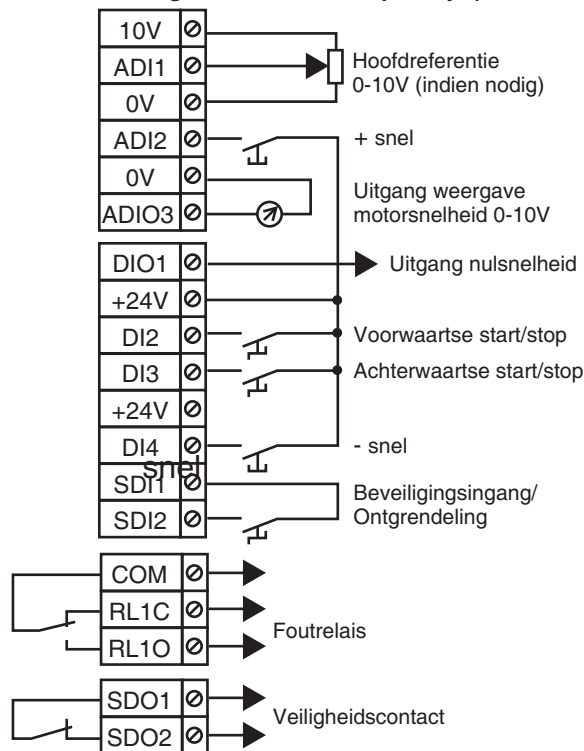 10V
ADI1
0V
Hoofdreferentie
0-10V (indien nodig)
ADI2
+ snel
0V
ADIO3
Uitgang weergave
motorsnelheid 0-10V
DIO1
Uitgang nulsnelheid
+24V
DI2
Voorwaartse start/stop
DI3
Achterwaartse start/stop
+24V
DI4
- snel
snel
SDI1
SDI2
Beveiligingsingang/
Ontgrendeling
COM
RL1C
RL1O
Foutrelais
SDO1
SDO2
Veiligheidscontact